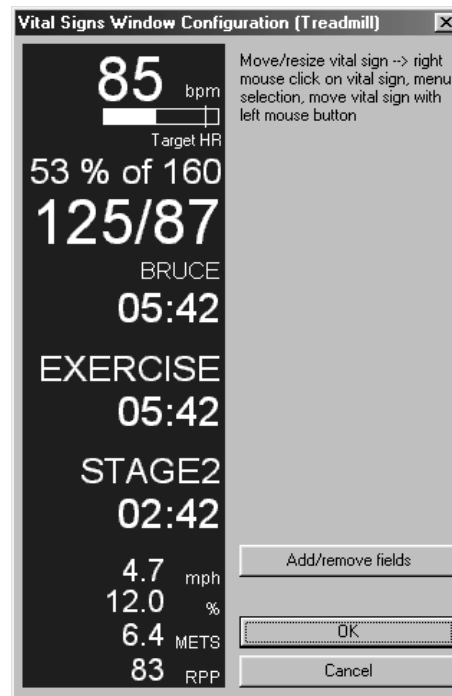 Vital Signs Window Configuration (Treadmill)
85 bpm
Target HR
53 % of 160
125/87
BRUCE
05:42
EXERCISE
05:42
STAGE2
02:42
4.7 mph
12.0 %
6.4 METS
83 RPP
Move/resize vital sign --> right
mouse click on vital sign, menu
selection, move vital sign with
left mouse button
Add/remove fields
OK
Cancel